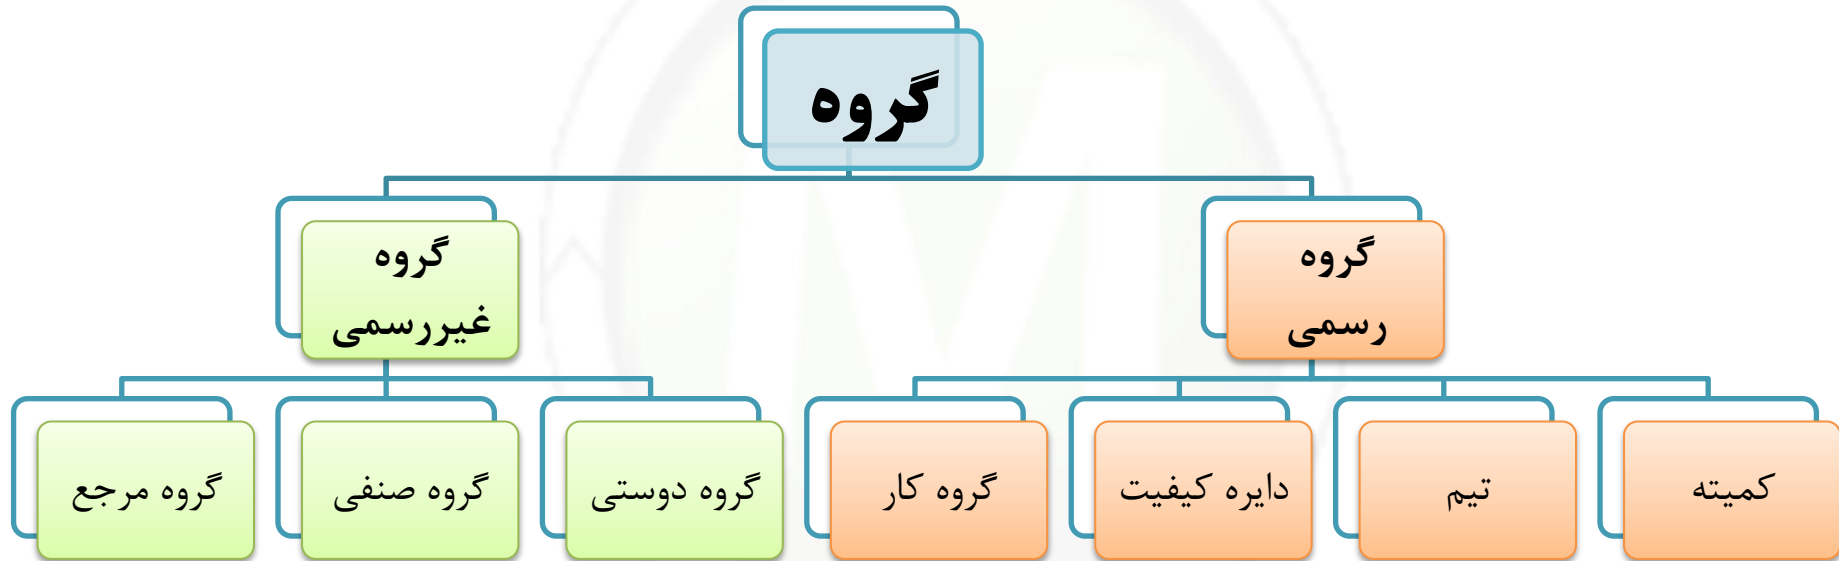 گروه
گروه
رسمی
گروه
غیررسمی
کمیته
تیم
دایره کیفیت
گروه کار
گروه دوستی
گروه صنفی
گروه مرجع